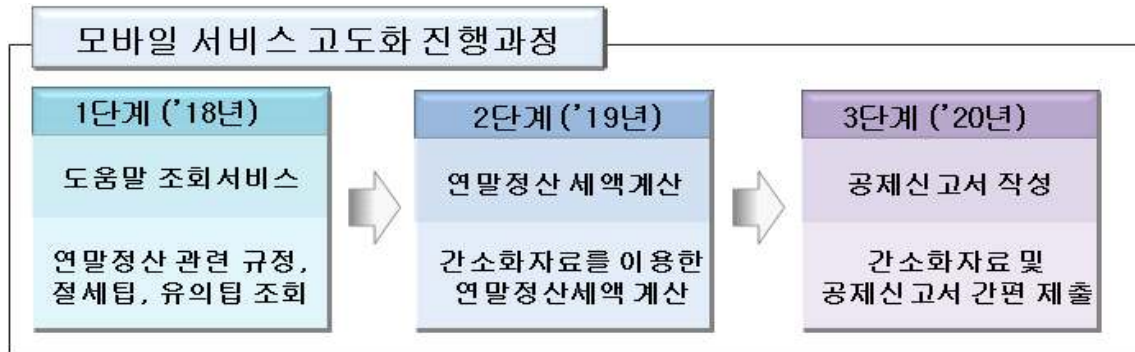 모바일 서비스 고도화 진행과정
1단계 ('18년)
도움말 조회서비스
연말정산 관련 규정,
절세팁, 유의팁 조회
2단계 ('19년)
연말정산 세액계산
간소화자료를 이용한
연말정산세액 계산
3단계 ('20년)
공제신고서 작성
간소화자료 및
공제신고서 간편 제출